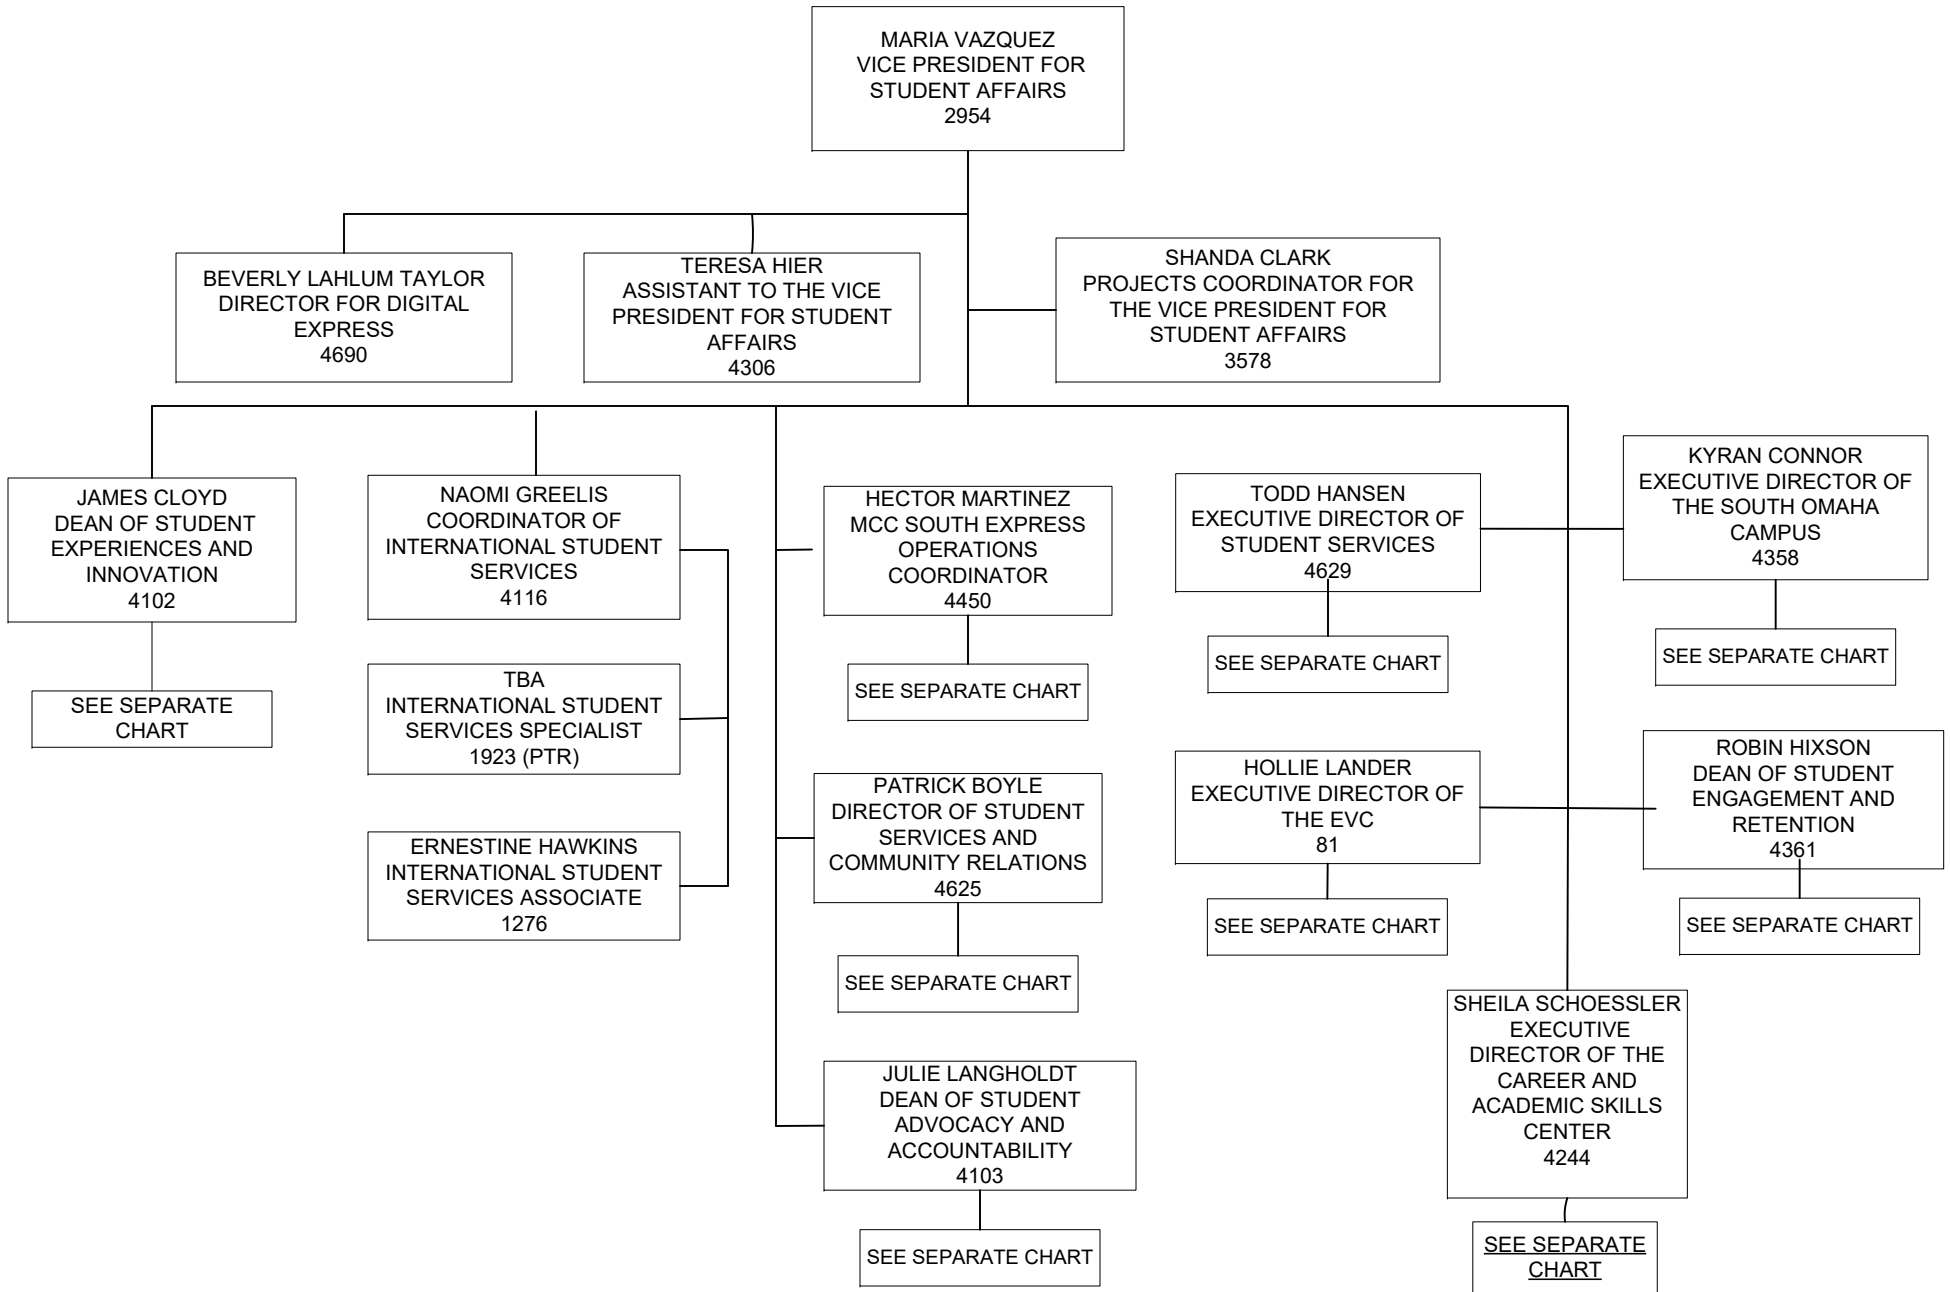 MARIA VAZQUEZ
VICE PRESIDENT FOR
STUDENT AFFAIRS
2954
BEVERLY LAHLUM TAYLOR
DIRECTOR FOR DIGITAL
EXPRESS
4690
TERESA HIER
ASSISTANT TO THE VICE
PRESIDENT FOR STUDENT
AFFAIRS
4306
SHANDA CLARK
PROJECTS COORDINATOR FOR
THE VICE PRESIDENT FOR
STUDENT AFFAIRS
3578
JAMES CLOYD
DEAN OF STUDENT
EXPERIENCES AND
INNOVATION
4102
SEE SEPARATE
CHART
NAOMI GREELIS
COORDINATOR OF
INTERNATIONAL STUDENT
SERVICES
4116
TBA
INTERNATIONAL STUDENT
SERVICES SPECIALIST
1923 (PTR)
ERNESTINE HAWKINS
INTERNATIONAL STUDENT
SERVICES ASSOCIATE
1276
HECTOR MARTINEZ
MCC SOUTH EXPRESS
OPERATIONS
COORDINATOR
4450
SEE SEPARATE CHART
PATRICK BOYLE
DIRECTOR OF STUDENT
SERVICES AND
COMMUNITY RELATIONS
4625
SEE SEPARATE CHART
JULIE LANGHOLDT
DEAN OF STUDENT
ADVOCACY AND
ACCOUNTABILITY
4103
SEE SEPARATE CHART
TODD HANSEN
EXECUTIVE DIRECTOR OF
STUDENT SERVICES
4629
SEE SEPARATE CHART
KYRAN CONNOR
EXECUTIVE DIRECTOR OF
THE SOUTH OMAHA
CAMPUS
4358
SEE SEPARATE CHART
HOLLIE LANDER
EXECUTIVE DIRECTOR OF
THE EVC
81
SEE SEPARATE CHART
ROBIN HIXSON
DEAN OF STUDENT
ENGAGEMENT AND
RETENTION
4361
SEE SEPARATE CHART
SHEILA SCHOESSLER
EXECUTIVE
DIRECTOR OF THE
CAREER AND
ACADEMIC SKILLS
CENTER
4244
SEE SEPARATE
CHART